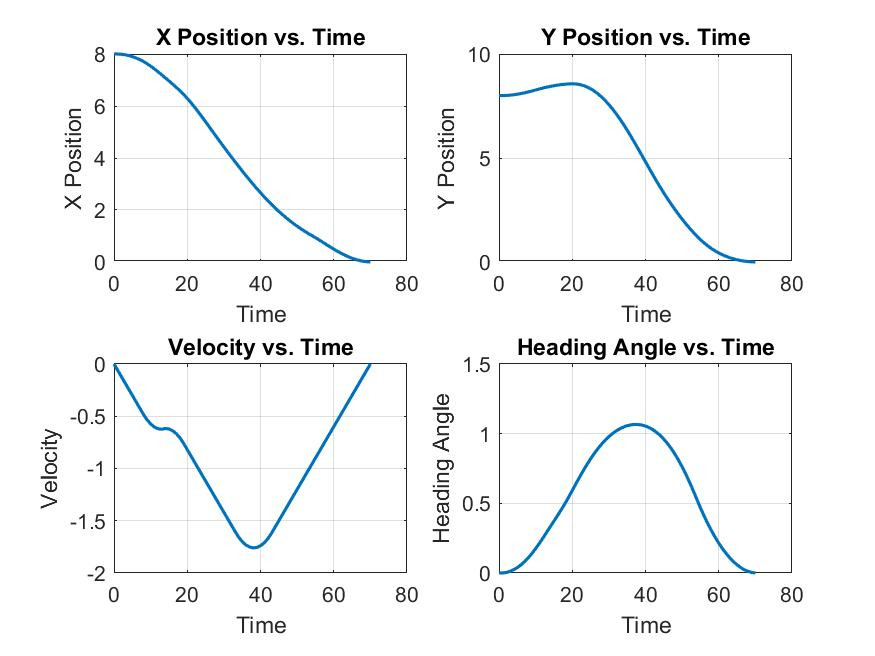 X Position vs. Time
8
6
4
2
0
X Position
0 20 40 60 80
Time
Y Position vs. Time
10
5
0
Y Position
0 20 40 60 80
Time
Velocity vs. Time
0
-0.5
-1
-1.5
-2
Velocity
0 20 40 60 80
Time
Heading Angle vs. Time
1.5
1
0.5
0
Heading Angle
0 20 40 60 80
Time